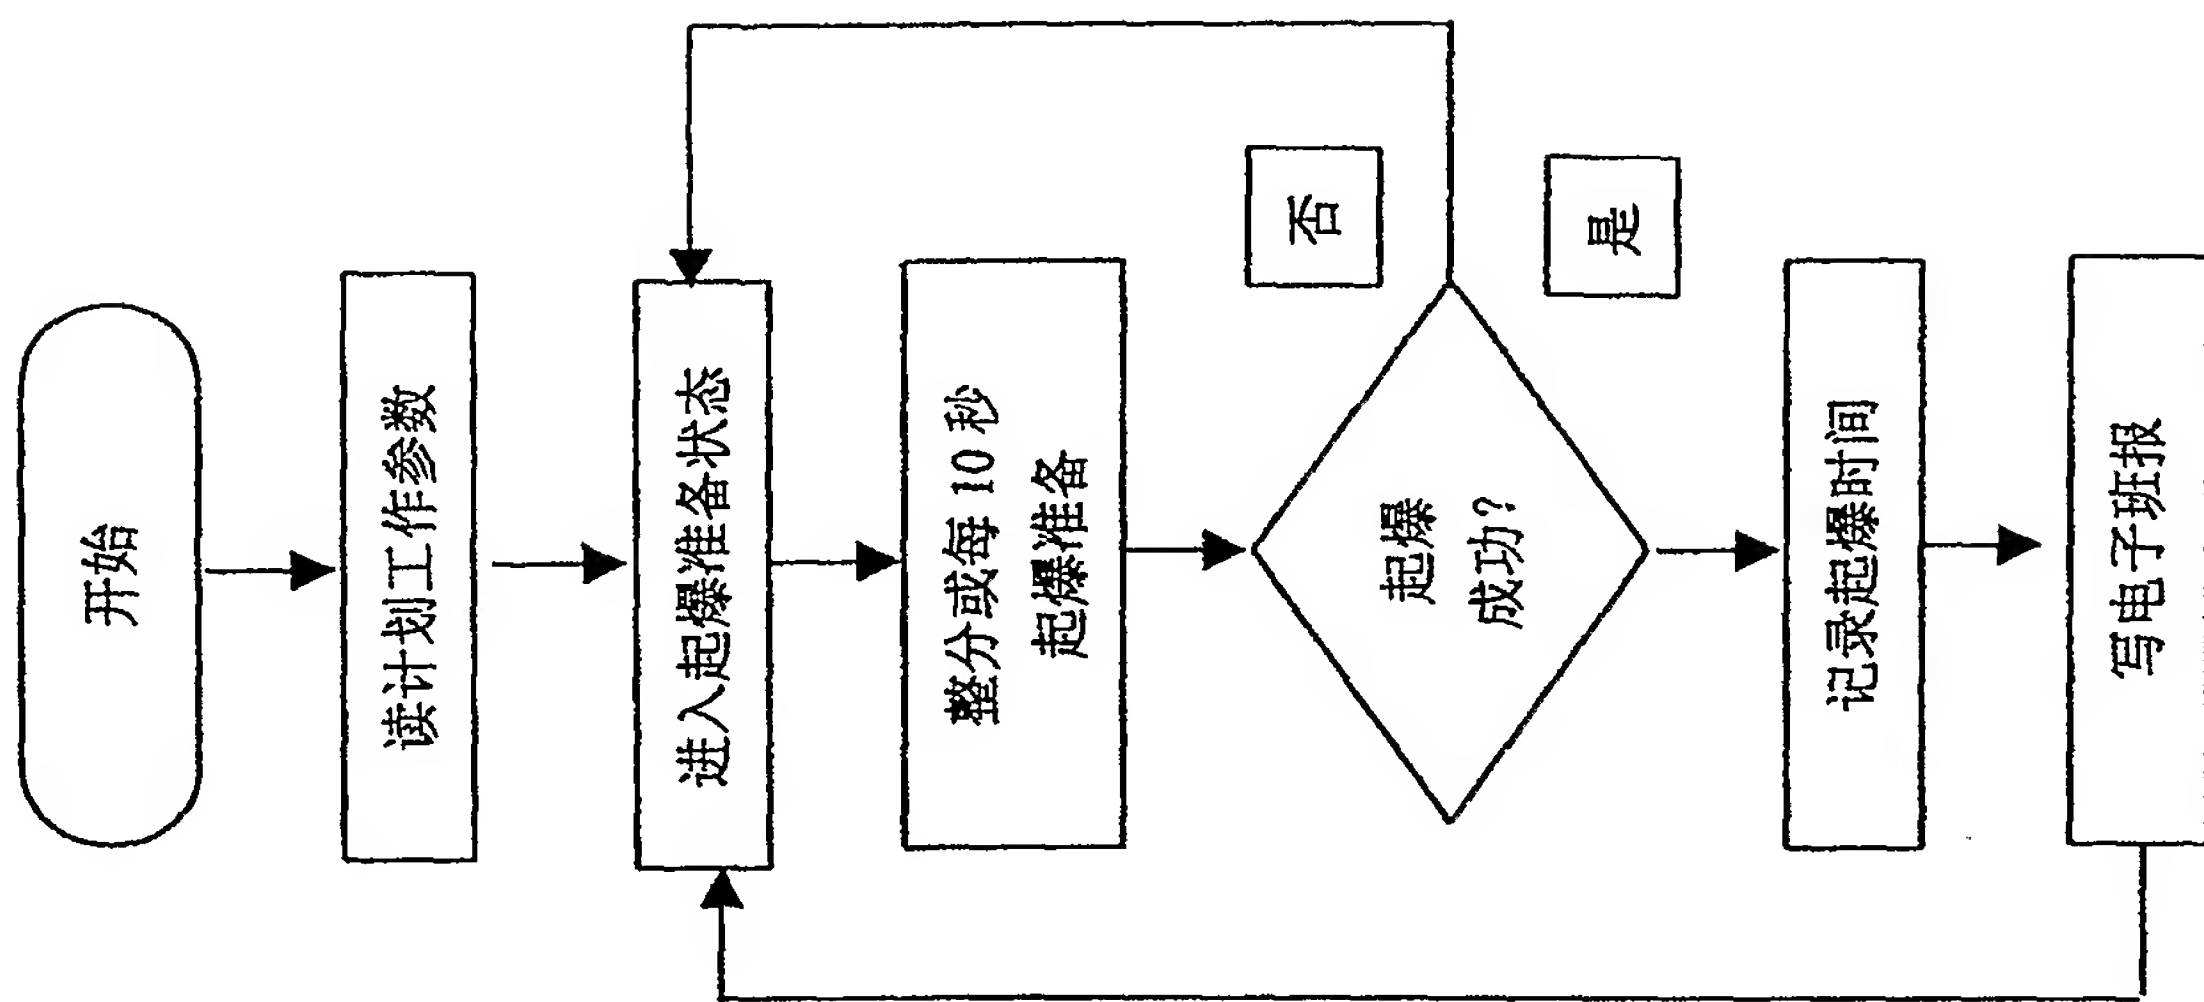 开始
读计划工作参数
进入起爆准备状态
整分或每 10 秒
起爆准备
起爆
成功?
否
是
记录起爆时间
写电子班报